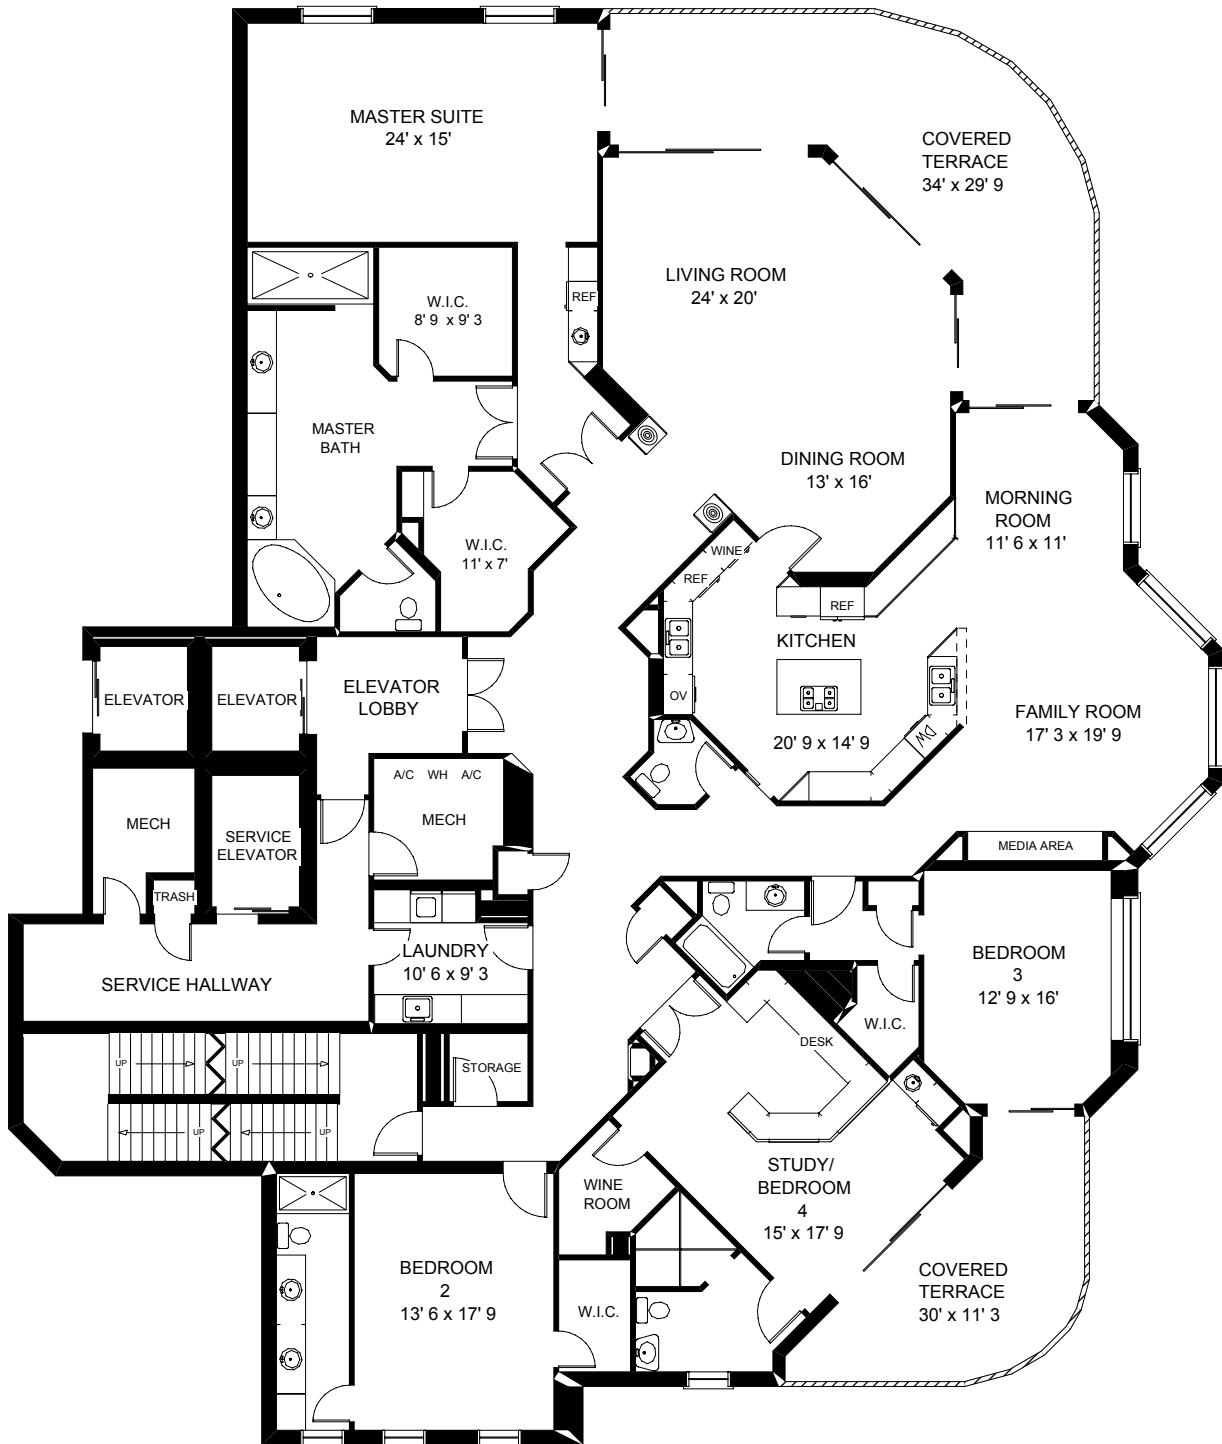 MASTER SUITE
24' x 15'
COVERED
TERRACE
34' x 29' 9
LIVING ROOM
24' x 20'
W.I.C.
8' 9 x 9' 3
REF
MASTER
BATH
DINING ROOM
13' x 16'
MORNING
ROOM
11' 6 x 11'
W.I.C.
11' x 7'
WINE
REF
REF
KITCHEN
20' 9 x 14' 9
OV
DW
FAMILY ROOM
17' 3 x 19' 9
ELEVATOR
ELEVATOR
ELEVATOR
LOBBY
A/C WH A/C
MECH
MECH
SERVICE
ELEVATOR
TRASH
MEDIA AREA
LAUNDRY
10' 6 x 9' 3
SERVICE HALLWAY
BEDROOM
3
12' 9 x 16'
W.I.C.
DESK
UP
UP
STORAGE
UP
UP
STUDY/
BEDROOM
4
15' x 17' 9
WINE
ROOM
BEDROOM
2
13' 6 x 17' 9
W.I.C.
COVERED
TERRACE
30' x 11' 3